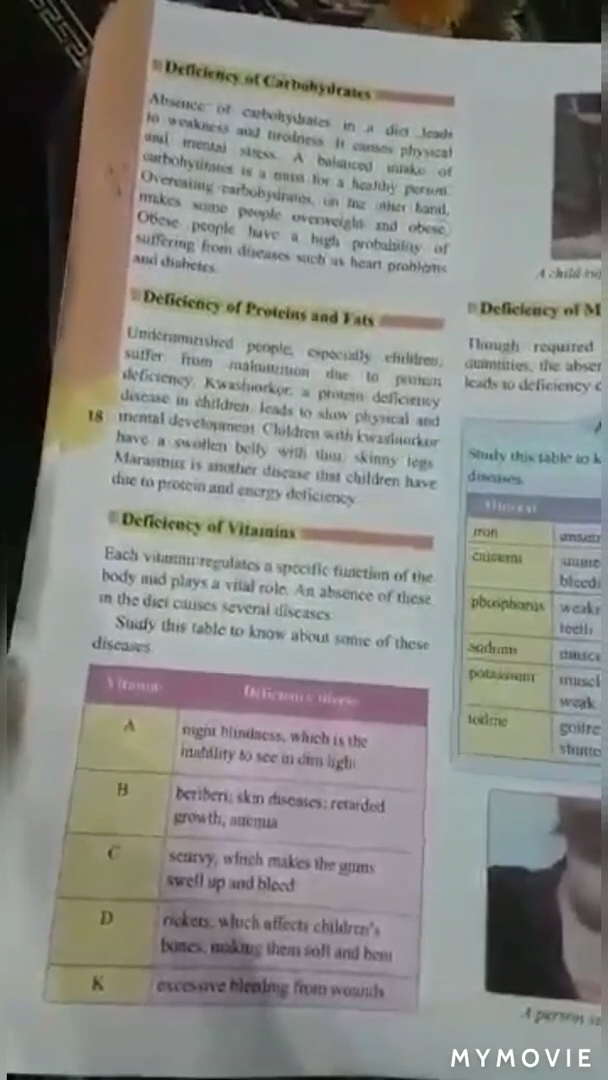 Deficiency of Carbohydrates
Absence of carbohydrates in a diet leads
to weakness and tiredness. It causes physical
and mental stress. A balanced intake of
carbohydrates is a must for a healthy person.
Overeating carbohydrates, on the other hand,
makes some people overweight and obese.
Obese people have a high probability of
suffering from diseases such as heart problems
and diabetes.
Deficiency of Proteins and Fats
Undernourished people, especially children,
suffer from malnutrition due to protein
deficiency. Kwashiorkor, a protein deficiency
disease in children, leads to slow physical and
mental development. Children with kwashiorkor
have a swollen belly with thin, skinny legs.
Marasmus is another disease that children have
due to protein and energy deficiency.
18
Deficiency of Vitamins
Each vitamin regulates a specific function of the
body and plays a vital role. An absence of these
in the diet causes several diseases.
Study this table to know about some of these
diseases.
Vitamin Deficiency disease
A night blindness, which is the
inability to see in dim light
B beriberi; skin diseases; retarded
growth, anemia
C scurvy, which makes the gums
swell up and bleed
D rickets, which affects children's
bones, making them soft and bent
K excessive bleeding from wounds
A child
Deficiency of M
Though required
quantities, the absen
leads to deficiency
Study this table to k
diseases.
Mineral
iron
calcium
bleedi
phosphorus weak
teeth
sodium
potassium muscl
weak
iodine goitre
A person
MYMOVIE